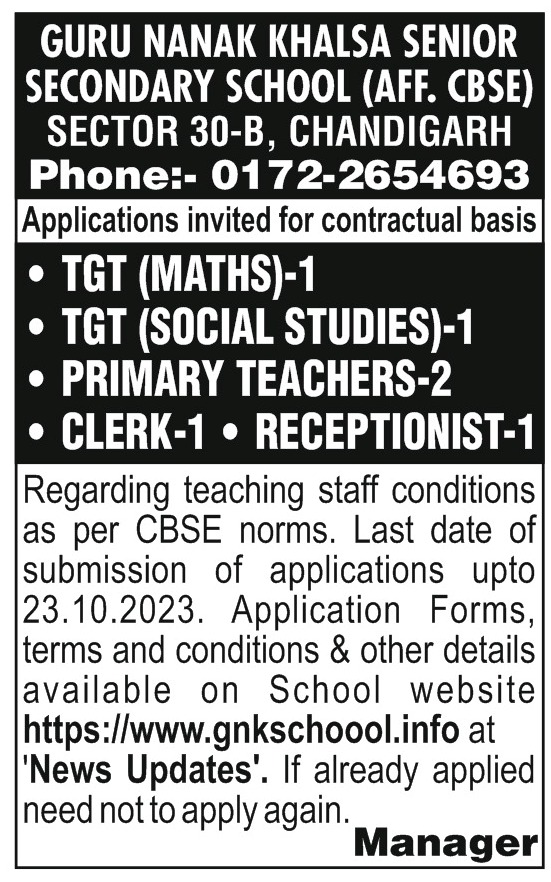 GURU NANAK KHALSA SENIOR
SECONDARY SCHOOL (AFF. CBSE)
SECTOR 30-B, CHANDIGARH
Phone:- 0172-2654693
Applications invited for contractual basis
• TGT (MATHS)-1
• TGT (SOCIAL STUDIES)-1
• PRIMARY TEACHERS-2
• CLERK-1 • RECEPTIONIST-1
Regarding teaching staff conditions
as per CBSE norms. Last date of
submission of applications upto
23.10.2023. Application Forms,
terms and conditions & other details
available on School website
https://www.gnkschoool.info at
'News Updates'. If already applied
need not to apply again.
Manager